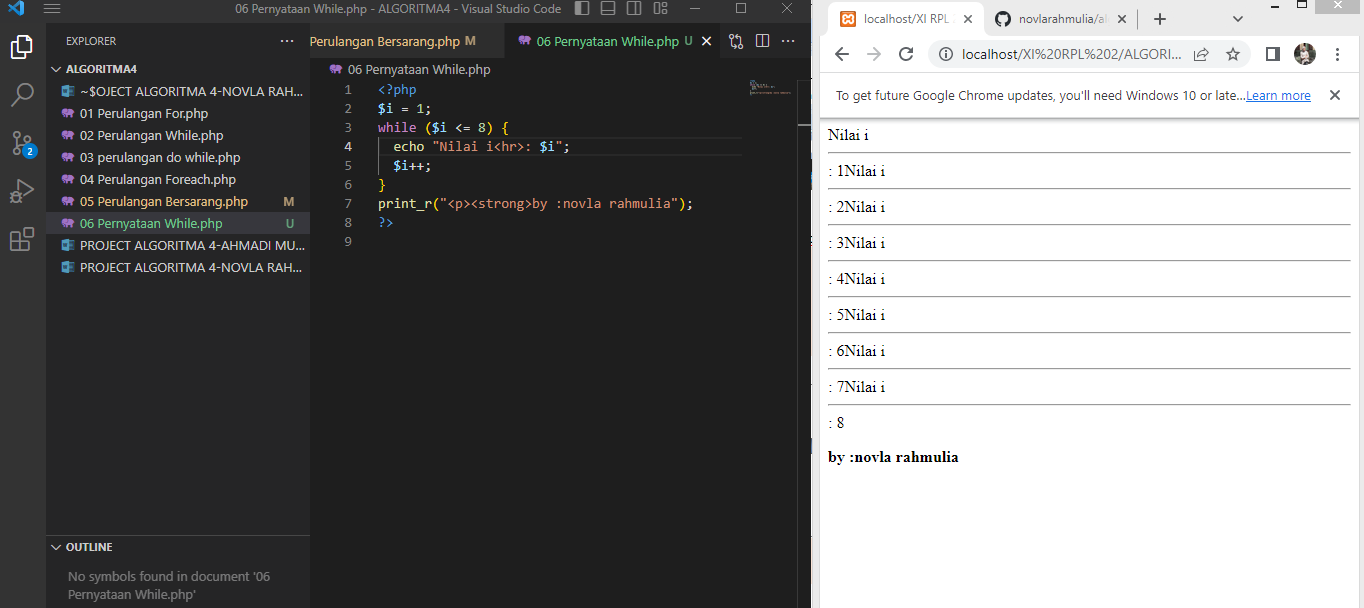 06 Pernyataan While.php - ALGORITMA4 - Visual Studio Code
EXPLORER
ALGORITMA4
~$OJECT ALGORITMA 4-NOVLA RAH...
01 Perulangan For.php
02 Perulangan While.php
03 perulangan do while.php
04 Perulangan Foreach.php
05 Perulangan Bersarang.php M
06 Pernyataan While.php U
PROJECT ALGORITMA 4-AHMADI MU...
PROJECT ALGORITMA 4-NOVLA RAH...
2
OUTLINE
No symbols found in document '06
Pernyataan While.php'
Perulangan Bersarang.php M
06 Pernyataan While.php U
06 Pernyataan While.php
1 <?php
2 $i = 1;
3 while ($i <= 8) {
4 echo "Nilai i<hr>: $i";
5 $i++;
6 }
7 print_r("<p><strong>by :novla rahmulia");
8 ?>
9
localhost/XI RPL
novlarahmulia/al
localhost/XI%20RPL%202/ALGORI...
To get future Google Chrome updates, you'll need Windows 10 or late...Learn more
Nilai i
: 1Nilai i
: 2Nilai i
: 3Nilai i
: 4Nilai i
: 5Nilai i
: 6Nilai i
: 7Nilai i
: 8
by :novla rahmulia